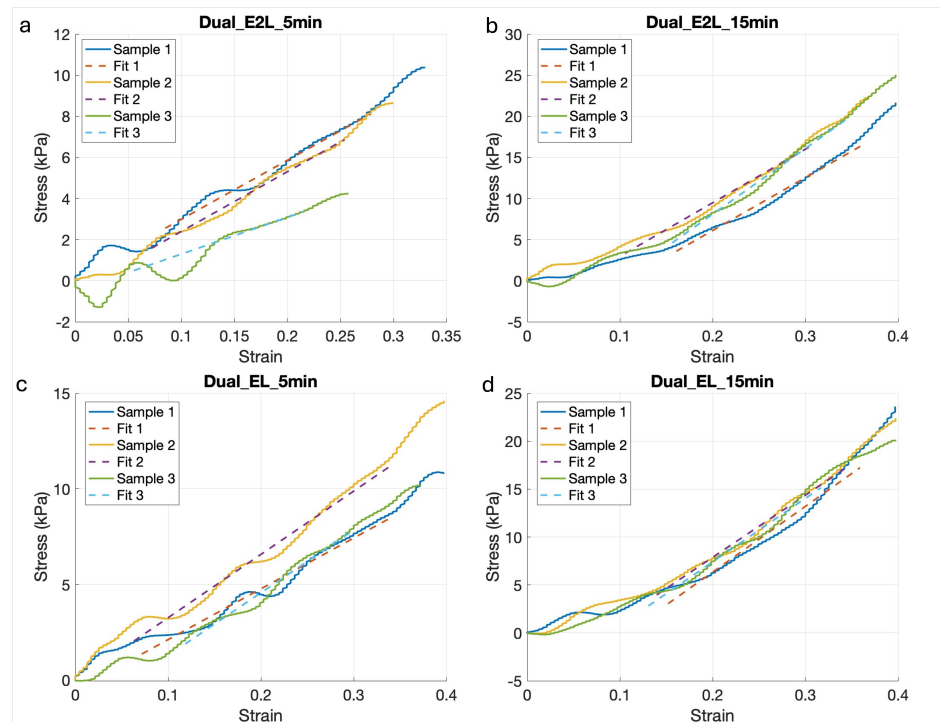 a
Dual_E2L_5min
12
10
8
6
4
2
0
-2
Stress (kPa)
Sample 1
Fit 1
Sample 2
Fit 2
Sample 3
Fit 3
0 0.05 0.1 0.15 0.2 0.25 0.3 0.35
Strain
b
Dual_E2L_15min
30
25
20
15
10
5
0
-5
Stress (kPa)
Sample 1
Fit 1
Sample 2
Fit 2
Sample 3
Fit 3
0 0.1 0.2 0.3 0.4
Strain
c
Dual_EL_5min
15
10
5
0
Stress (kPa)
Sample 1
Fit 1
Sample 2
Fit 2
Sample 3
Fit 3
0 0.1 0.2 0.3 0.4
Strain
d
Dual_EL_15min
25
20
15
10
5
0
-5
Stress (kPa)
Sample 1
Fit 1
Sample 2
Fit 2
Sample 3
Fit 3
0 0.1 0.2 0.3 0.4
Strain